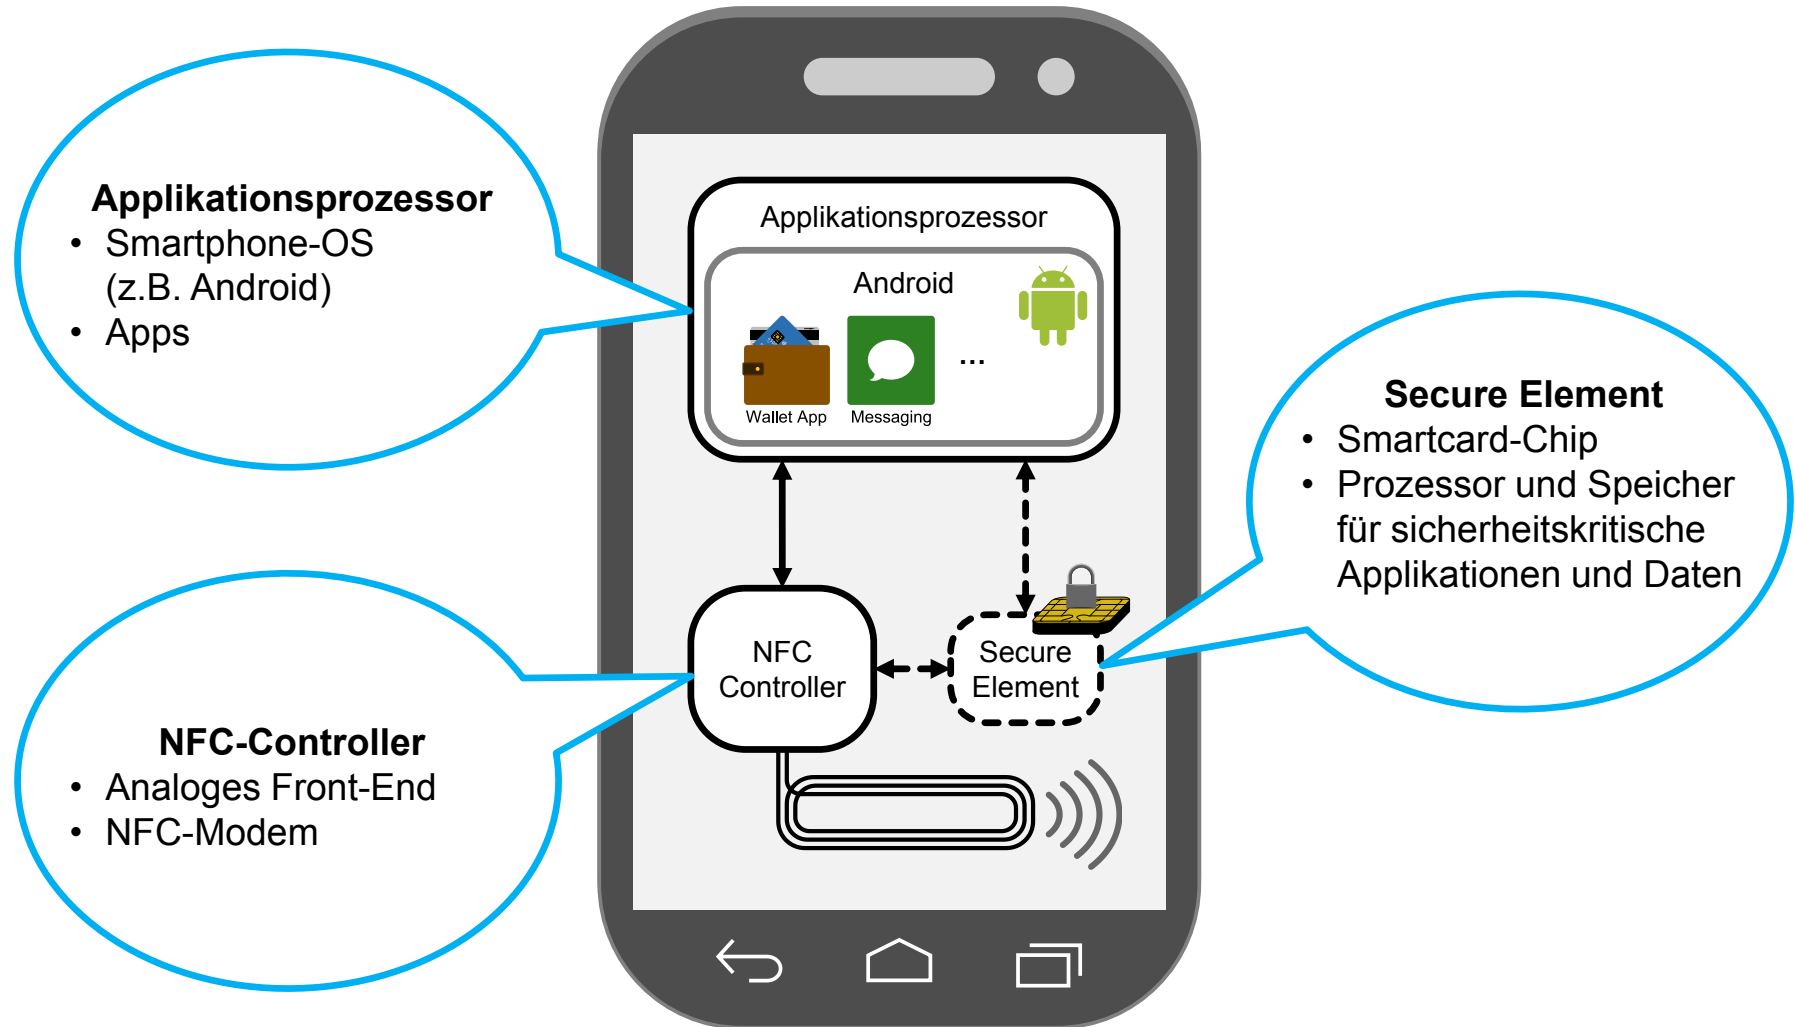 Applikationsprozessor
• Smartphone-OS
(z.B. Android)
• Apps
Applikationsprozessor
Android
...
Wallet App
Messaging
Secure Element
• Smartcard-Chip
• Prozessor und Speicher
für sicherheitskritische
Applikationen und Daten
NFC
Controller
Secure
Element
NFC-Controller
• Analoges Front-End
• NFC-Modem